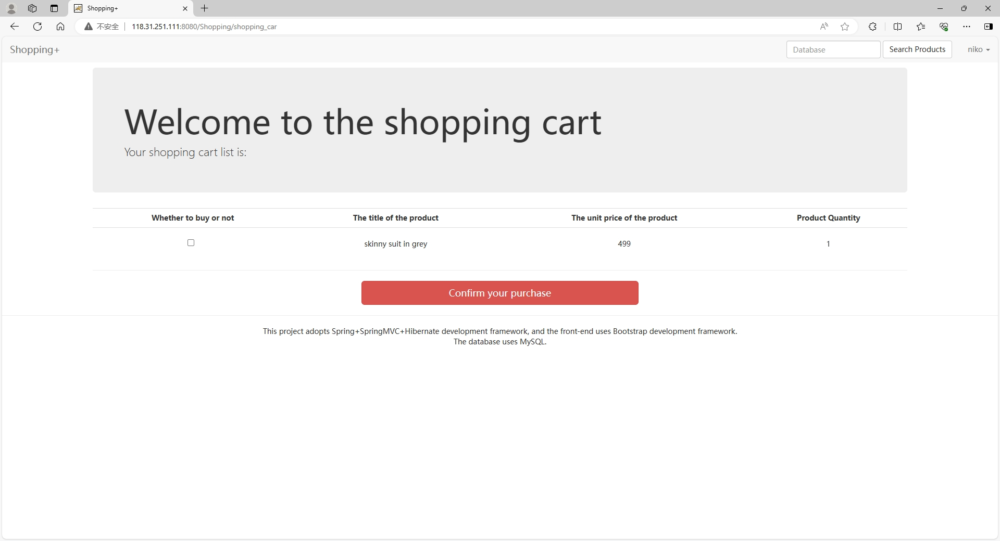 Shopping+
不安全
118.31.251.111:8080/Shopping/shopping_car
Shopping+
Database
Search Products
niko
Welcome to the shopping cart
Your shopping cart list is:
Whether to buy or not The title of the product The unit price of the product Product Quantity
skinny suit in grey 499 1
Confirm your purchase
This project adopts Spring+SpringMVC+Hibernate development framework, and the front-end uses Bootstrap development framework.
The database uses MySQL.